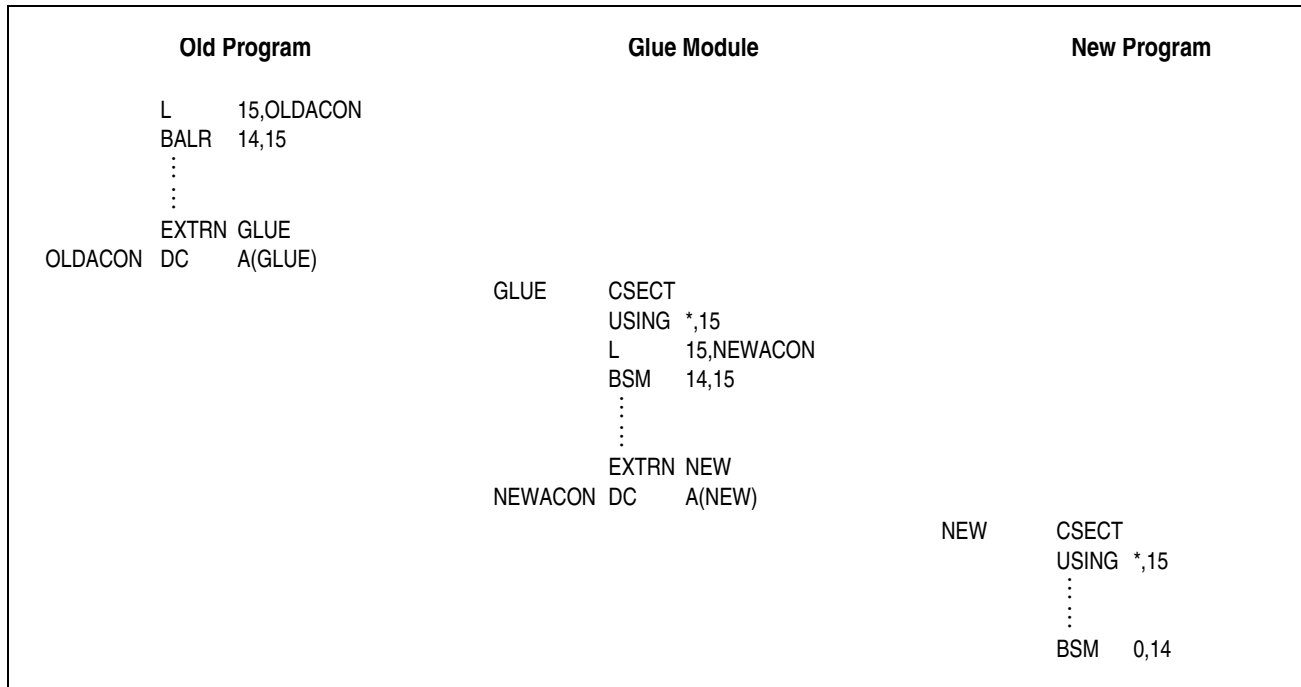 Old Program Glue Module New Program
L 15,OLDACON
BALR 14,15
EXTRN GLUE
OLDACON DC A(GLUE)
GLUE CSECT
USING *,15
L 15,NEWACON
BSM 14,15
EXTRN NEW
NEWACON DC A(NEW)
NEW CSECT
USING *,15
BSM 0,14